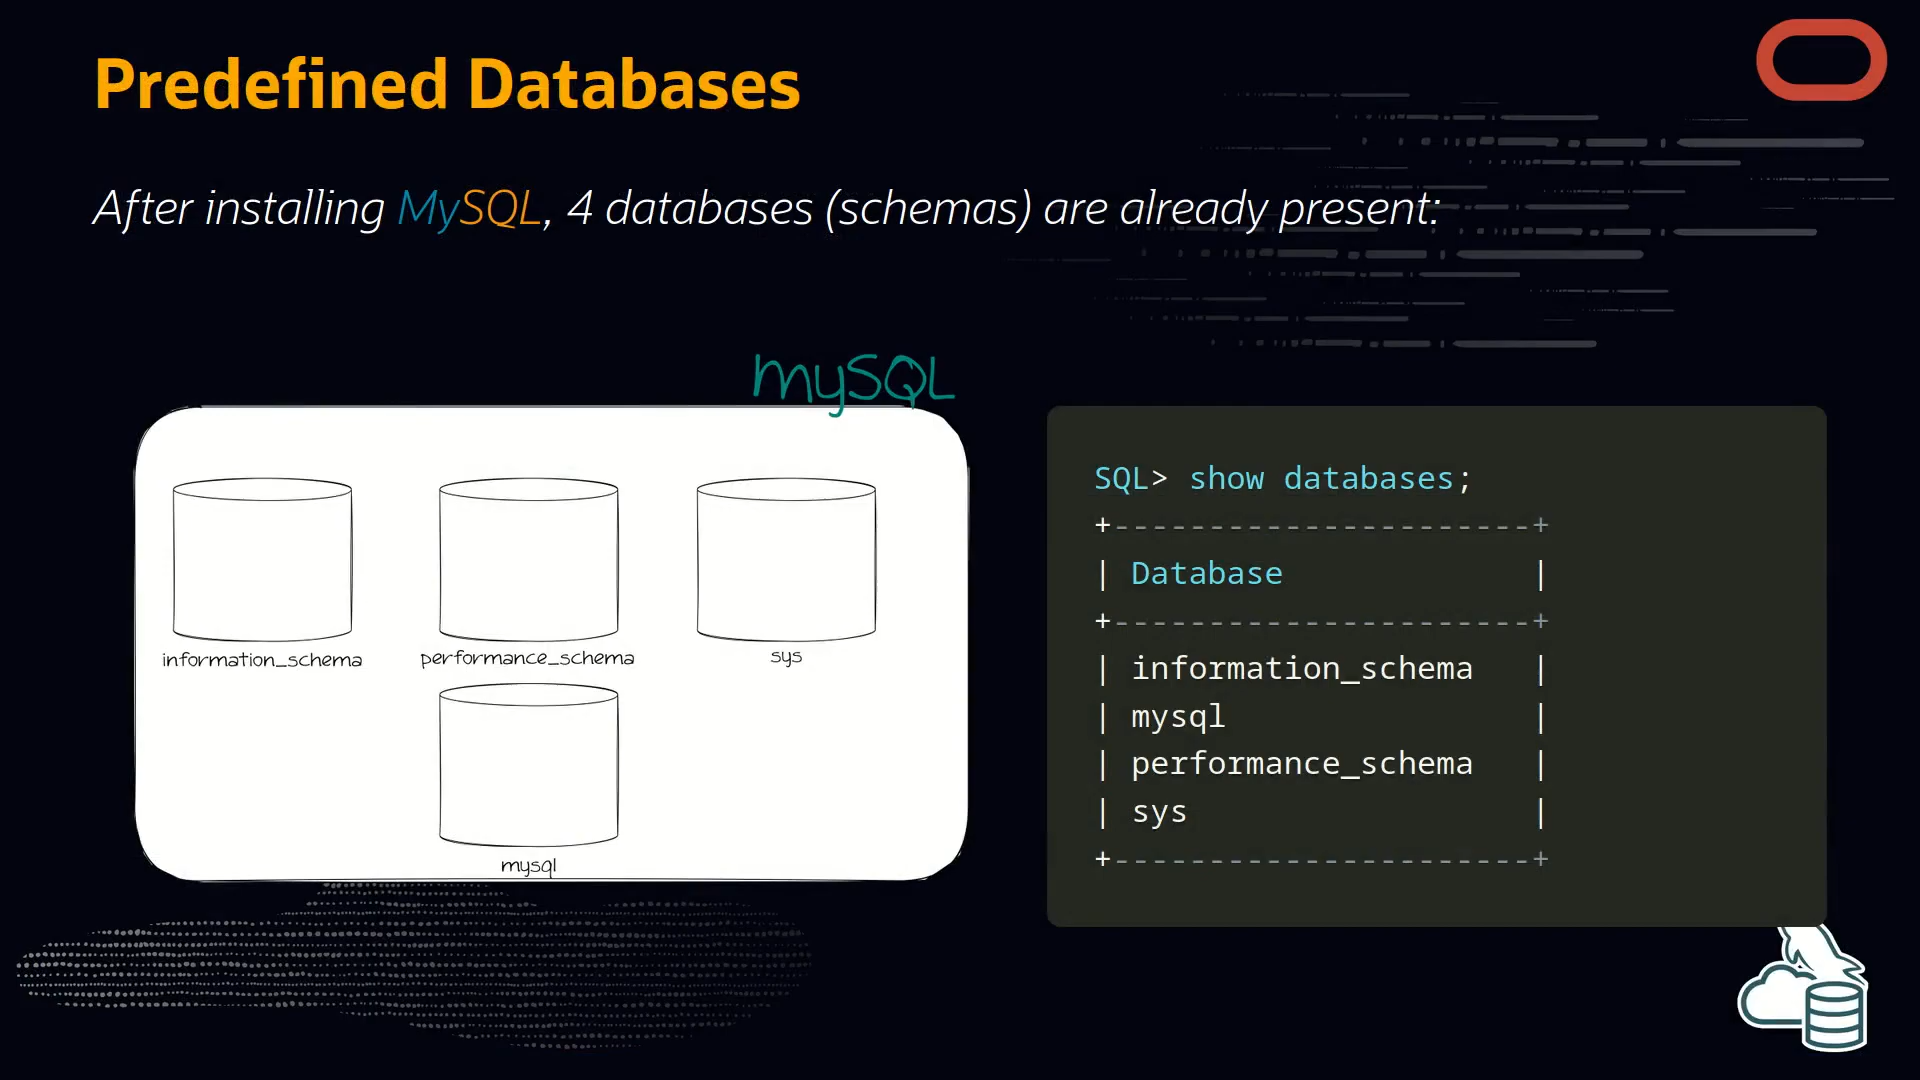 Predefined Databases
After installing MySQL, 4 databases (schemas) are already present:
mySQL
information_schema performance_schema sys
mysql
SQL> show databases;
+----------------------+
| Database |
+----------------------+
| information_schema |
| mysql |
| performance_schema |
| sys |
+----------------------+